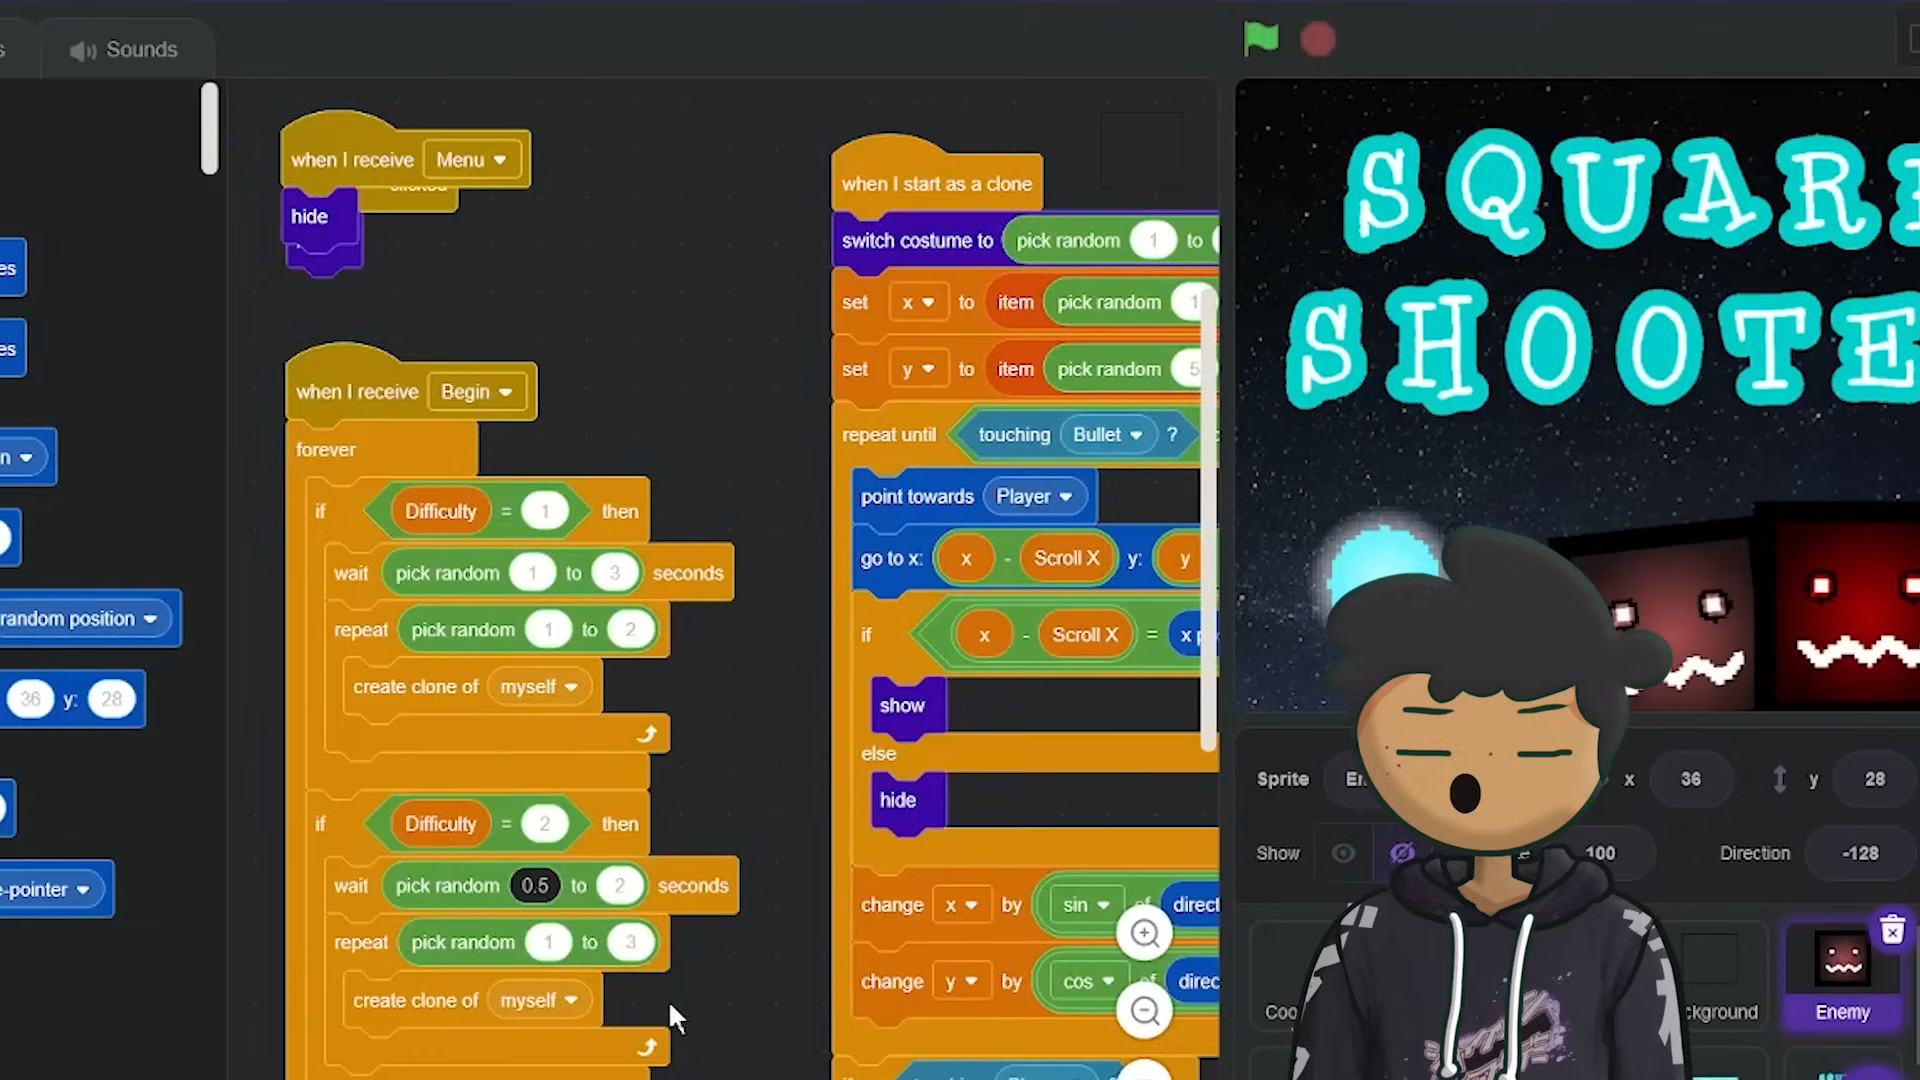 Sounds
when I receive Menu
hide
when I receive Begin
forever
if Difficulty = 1 then
wait pick random 1 to 3 seconds
repeat pick random 1 to 2
create clone of myself
if Difficulty = 2 then
wait pick random 0.5 to 2 seconds
repeat pick random 1 to 3
create clone of myself
random position
36 y: 28
when I start as a clone
switch costume to pick random 1 to
set x to item pick random 1
set y to item pick random 5
repeat until touching Bullet ?
point towards Player
go to x: x - Scroll X y: y
if x - Scroll X = x
show
else
hide
change x by sin of
change y by cos
SQUAR
SHOOTE
Sprite
x 36 y 28
Show 100 Direction -128
Enemy